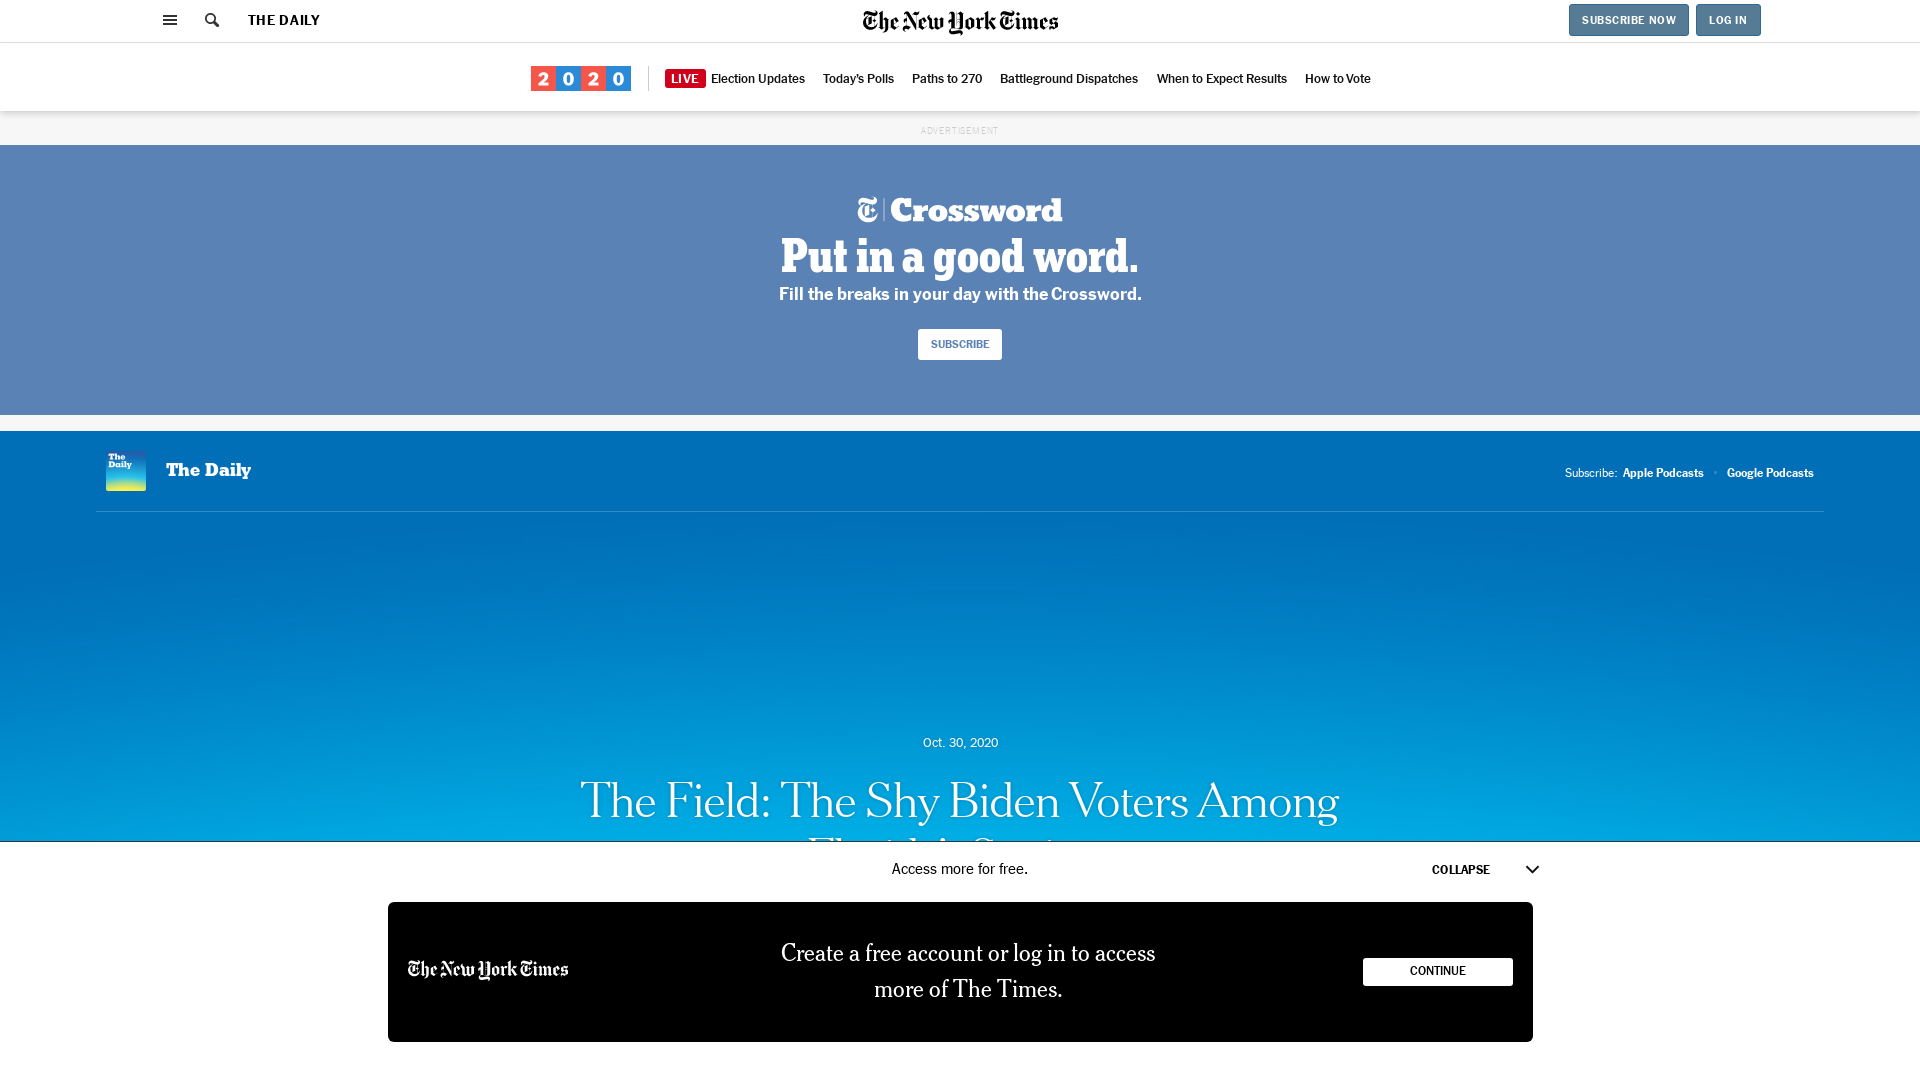 THE DAILY
The New York Times
SUBSCRIBE NOW
LOG IN
2020
LIVE Election Updates
Today's Polls
Paths to 270
Battleground Dispatches
When to Expect Results
How to Vote
ADVERTISEMENT
T | Crossword
Put in a good word.
Fill the breaks in your day with the Crossword.
SUBSCRIBE
The Daily
The Daily
Subscribe: Apple Podcasts • Google Podcasts
Oct. 30, 2020
The Field: The Shy Biden Voters Among
Access more for free.
COLLAPSE
The New York Times
Create a free account or log in to access
more of The Times.
CONTINUE